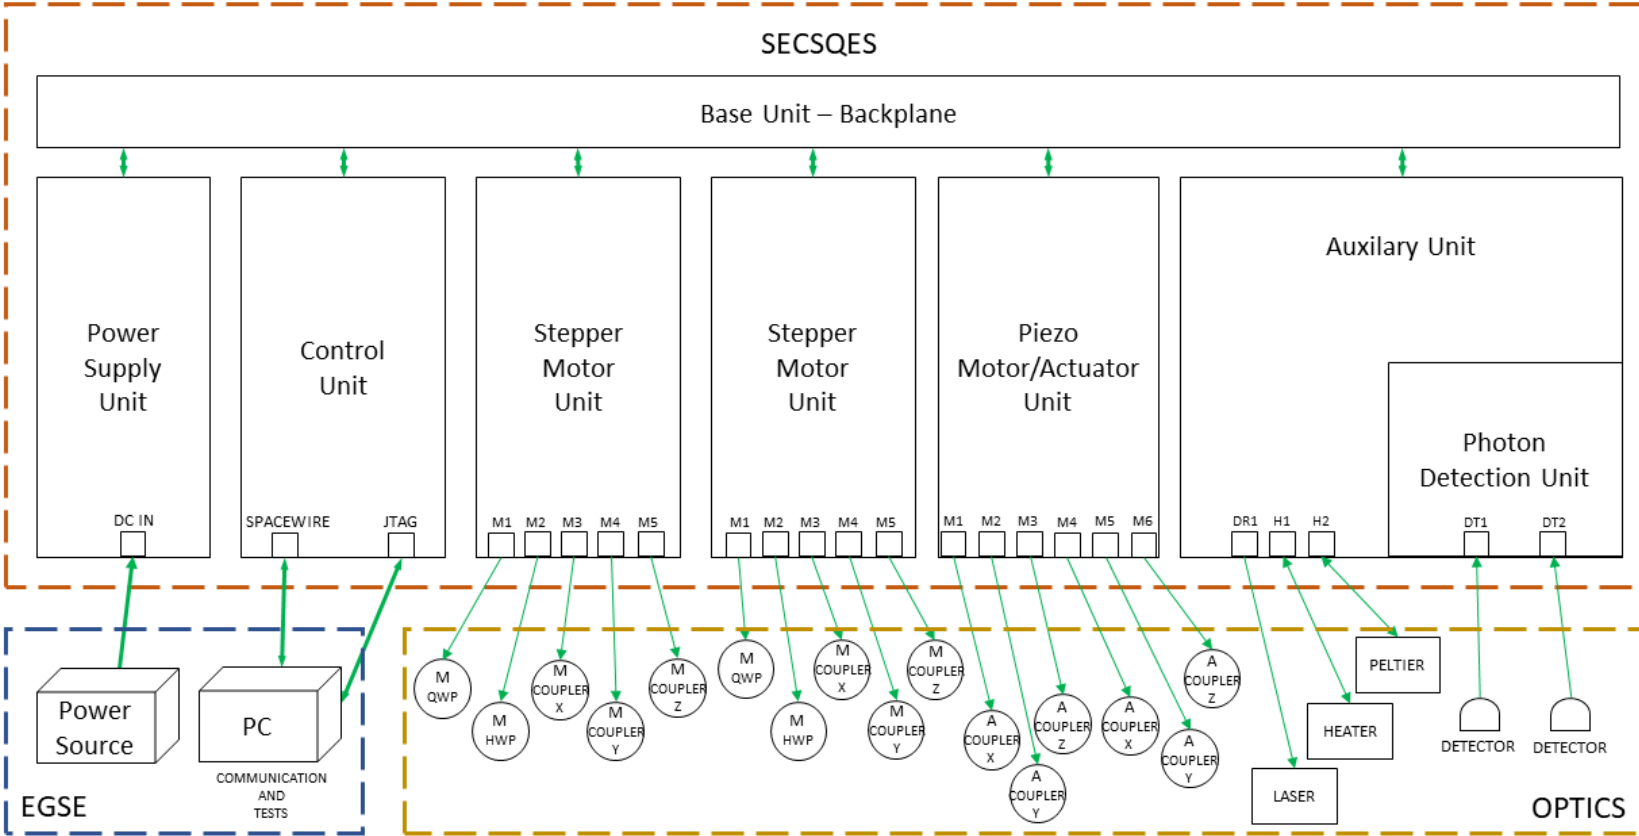 SECSQES
Base Unit – Backplane
Power
Supply
Unit
DC IN
Control
Unit
SPACEWIRE
JTAG
Stepper
Motor
Unit
M1 M2 M3 M4 M5
Stepper
Motor
Unit
M1 M2 M3 M4 M5
Piezo
Motor/Actuator
Unit
M1 M2 M3 M4 M5 M6
Auxilary Unit
DR1 H1 H2
Photon
Detection Unit
DT1 DT2
Power
Source
PC
COMMUNICATION
AND
TESTS
EGSE
M
QWP
M
HWP
M
COUPLER
X
M
COUPLER
Y
M
COUPLER
Z
M
QWP
M
HWP
M
COUPLER
X
M
COUPLER
Y
M
COUPLER
Z
A
COUPLER
X
A
COUPLER
Y
A
COUPLER
Z
A
COUPLER
X
A
COUPLER
Y
A
COUPLER
Z
LASER
HEATER
PELTIER
DETECTOR
DETECTOR
OPTICS